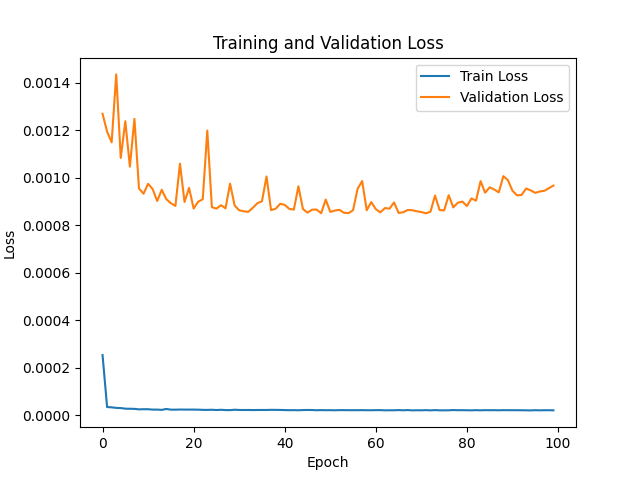 Training and Validation Loss
Train Loss
Validation Loss
0.0014
0.0012
0.0010
0.0008
0.0006
0.0004
0.0002
0.0000
Loss
0
20
40
60
80
100
Epoch